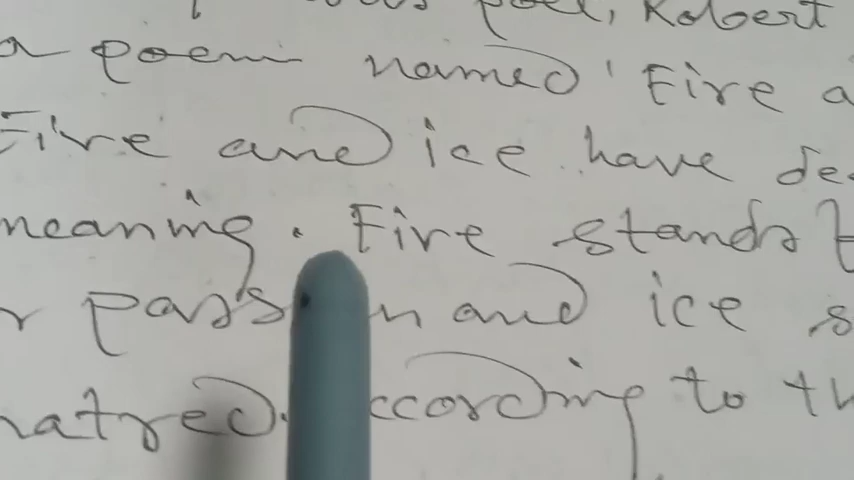 poet, Robert
a poem named ' Fire a
Fire and ice have de
meaning. Fire stands f
r pass n and ice s
hatred. ccording to th